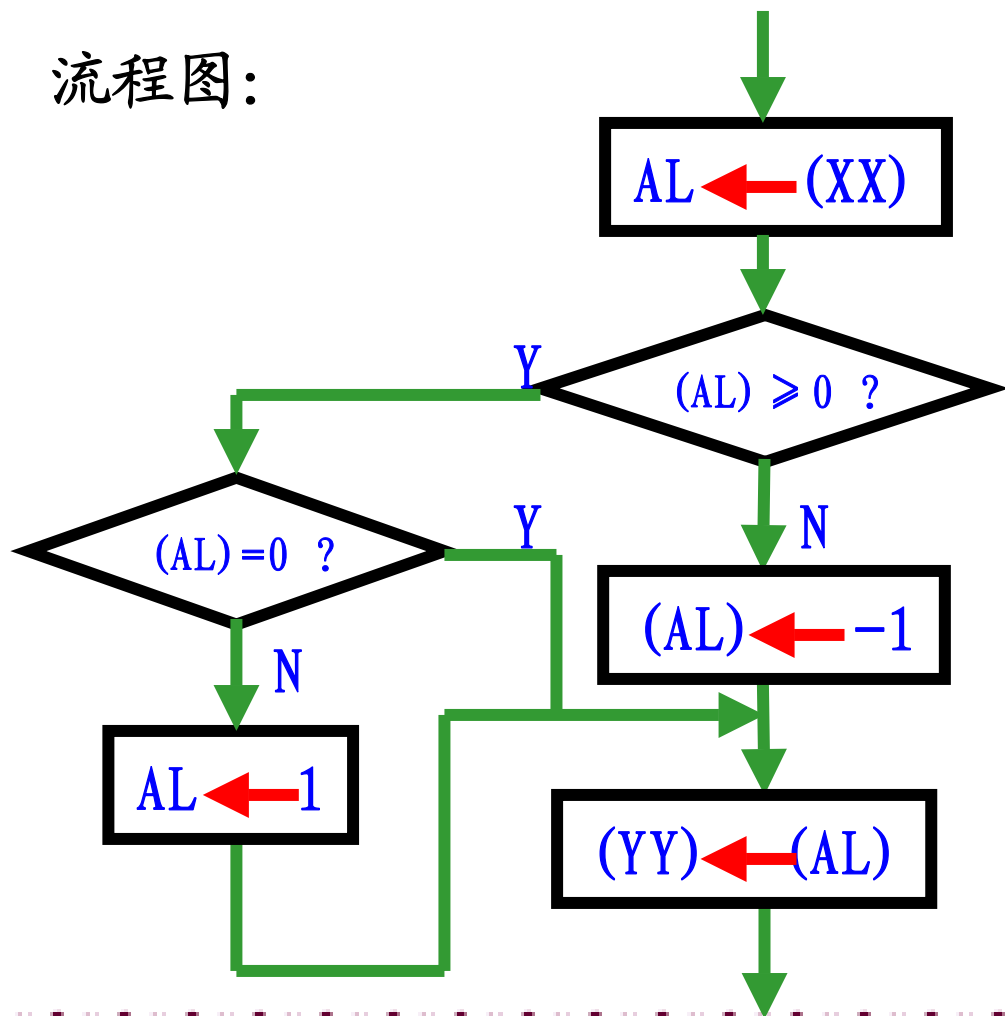 流程图:
AL (XX)
Y
(AL) ≥ 0 ?
(AL) =0 ?
Y
N
(AL) -1
N
AL 1
(YY) (AL)